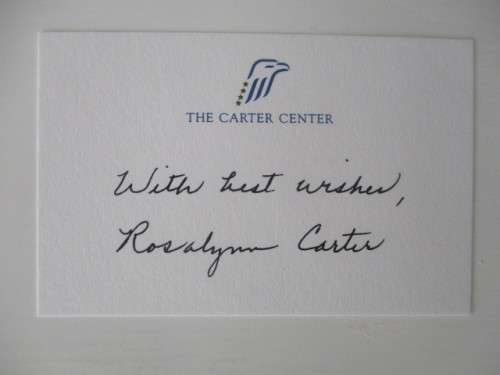 THE CARTER CENTER
With best wishes,
Rosalynn Carter